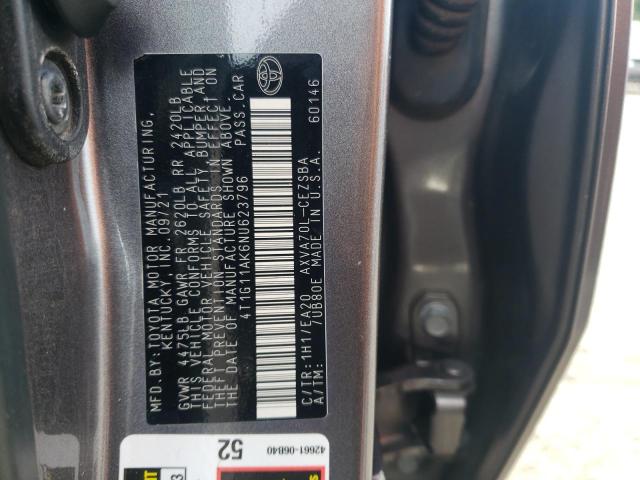 MFD.BY:TOYOTA MOTOR MANUFACTURING,
KENTUCKY INC. 09/21
GVWR 4475LB GAWR FR 2620LB RR 2420LB
THIS VEHICLE CONFORMS TO ALL APPLICABLE
FEDERAL MOTOR VEHICLE SAFETY, BUMPER AND
THEFT PREVENTION STANDARDS IN EFFECT ON
THE DATE OF MANUFACTURE SHOWN ABOVE.
4T1G11AK6NU623796 PASS.CAR
C/TR: 1H1/EA20 AXVA70L-CEZSBA
A/TM: 7UB80E MADE IN U.S.A. 60146
42661-06B40
52